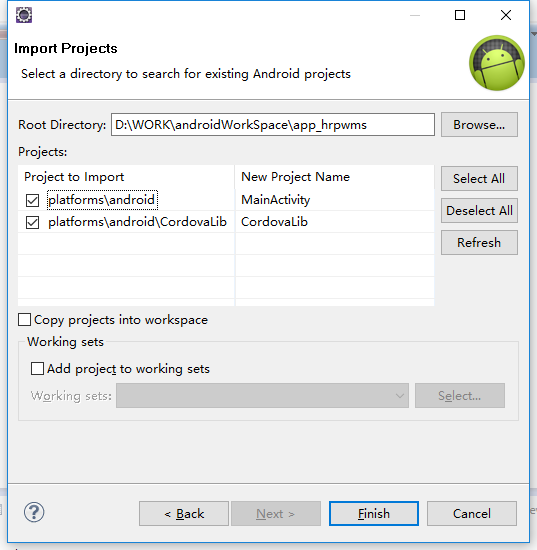 Import Projects
Select a directory to search for existing Android projects
Root Directory: D:\WORK\androidWorkSpace\app_hrpwms Browse...
Projects:
Project to Import New Project Name Select All
platforms\android MainActivity
platforms\android\CordovaLib CordovaLib Deselect All
Refresh
Copy projects into workspace
Working sets
Add project to working sets
Working sets: Select...
? < Back Next > Finish Cancel